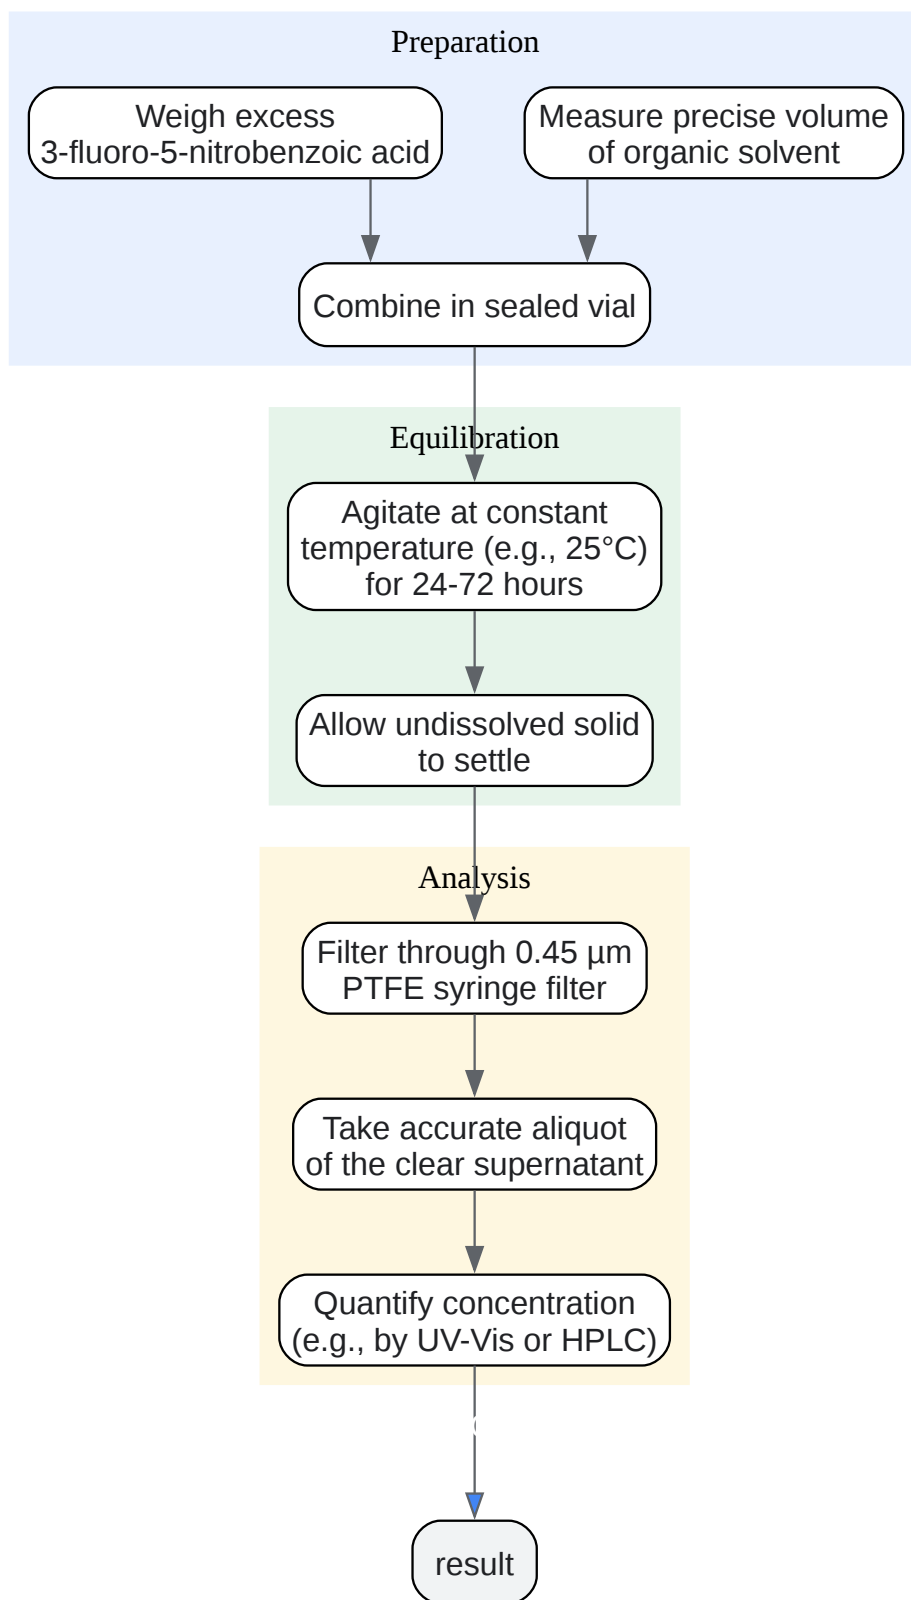 Preparation
Weigh excess
3-fluoro-5-nitrobenzoic acid
Measure precise volume
of organic solvent
Combine in sealed vial
Equilibration
Agitate at constant
temperature (e.g., 25°C)
for 24-72 hours
Allow undissolved solid
to settle
Analysis
Filter through 0.45 µm
PTFE syringe filter
Take accurate aliquot
of the clear supernatant
Quantify concentration
(e.g., by UV-Vis or HPLC)
result